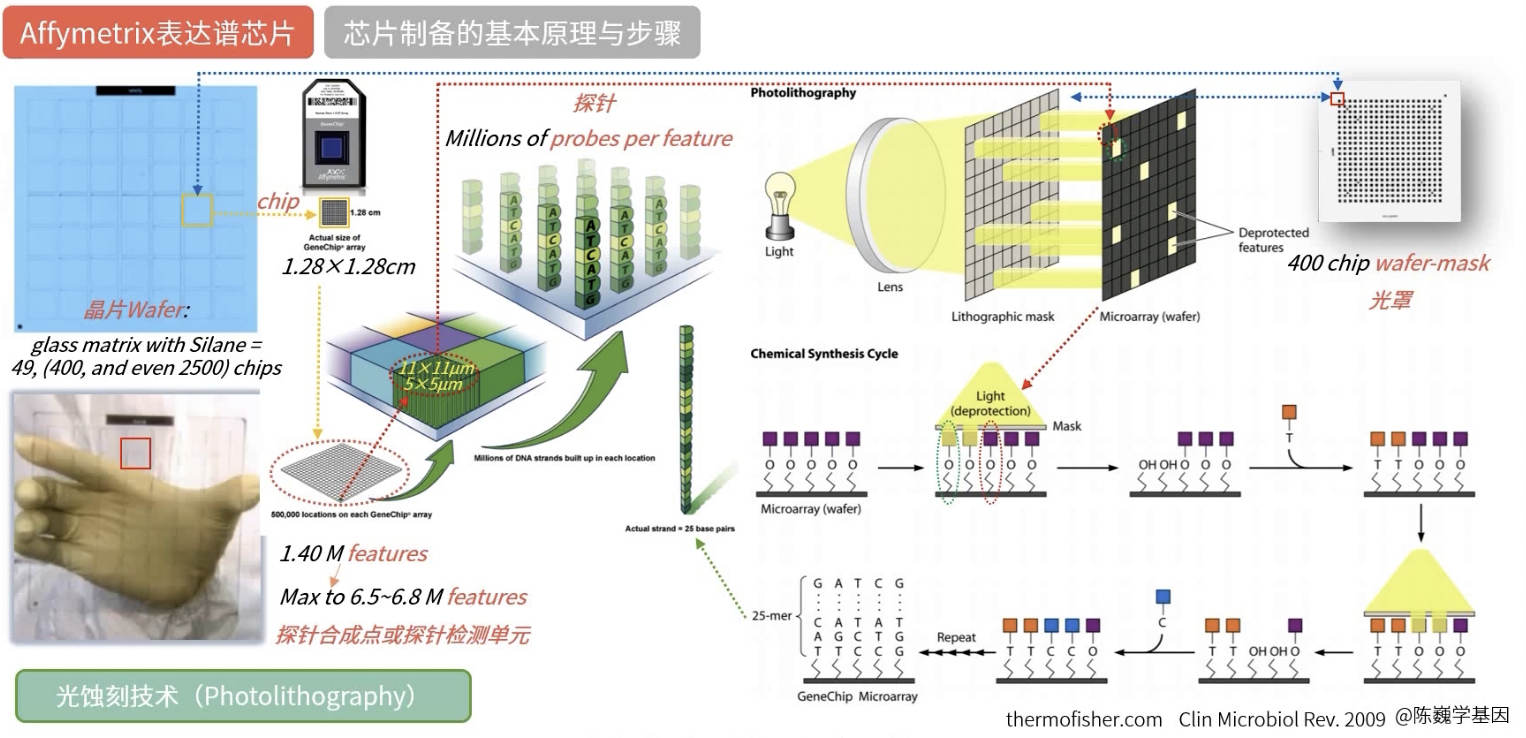 Affymetrix表达谱芯片
芯片制备的基本原理与步骤
GeneChip
Affymetrix
chip
1.28 cm
Actual size of
GeneChip® array
1.28×1.28cm
晶片Wafer:
glass matrix with Silane =
49, (400, and even 2500) chips
探针
Millions of probes per feature
A T C A T G
A T C A T G
A T C A T G
A T C A T G
A T C A T G
11×11μm
5×5μm
Millions of DNA strands built up in each location
500,000 locations on each GeneChip® array
Actual strand = 25 base pairs
1.40 M features
Max to 6.5~6.8 M features
探针合成点或探针检测单元
光蚀刻技术（Photolithography）
Photolithography
Light
Lens
Lithographic mask
Microarray (wafer)
Deprotected
features
400 chip wafer-mask
光罩
Chemical Synthesis Cycle
Light
(deprotection)
Mask
O O O O O
Microarray (wafer)
O O O O O
OH OH O O O
T
T T O O O
T T O O O
T T OH OH O
C
T T C C O
Repeat
25-mer
G A T C G
C A T A T
A G C T G
T T C C G
GeneChip Microarray
thermofisher.com Clin Microbiol Rev. 2009 @陈巍学基因